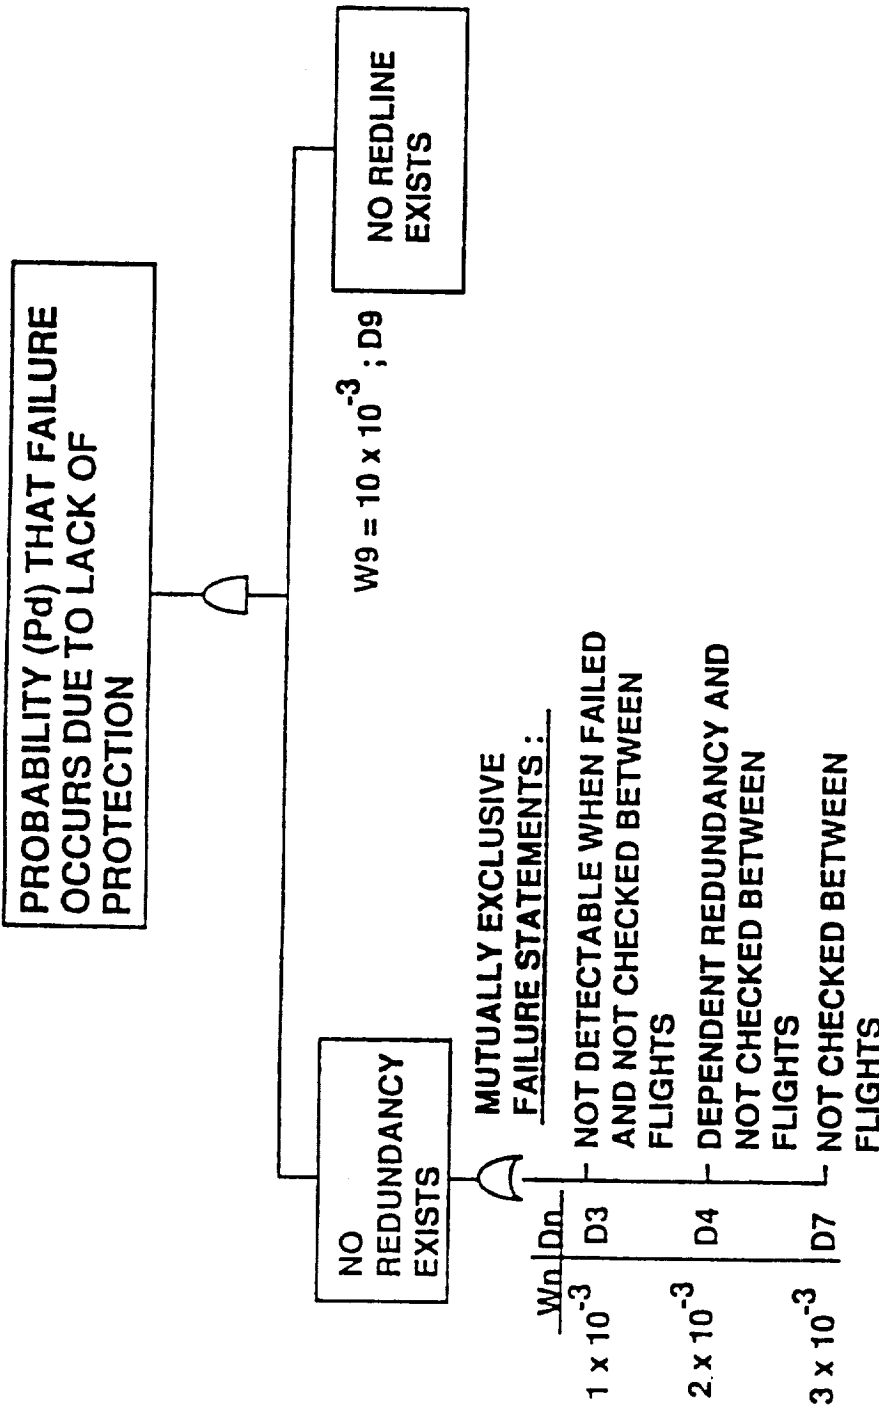 PROBABILITY (Pd) THAT FAILURE
OCCURS DUE TO LACK OF
PROTECTION
NO
REDUNDANCY
EXISTS
NO REDLINE
EXISTS
W9 = 10 x 10⁻³ ; D9
MUTUALLY EXCLUSIVE
FAILURE STATEMENTS :
Wn Dn
1 x 10⁻³ D3 NOT DETECTABLE WHEN FAILED
AND NOT CHECKED BETWEEN
FLIGHTS
2 x 10⁻³ D4 DEPENDENT REDUNDANCY AND
NOT CHECKED BETWEEN
FLIGHTS
3 x 10⁻³ D7 NOT CHECKED BETWEEN
FLIGHTS